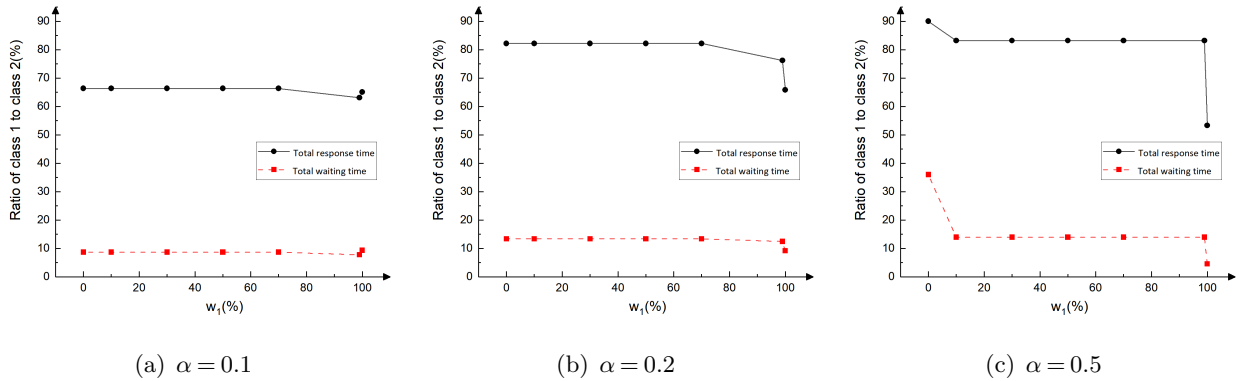 Ratio of class 1 to class 2(%)
90
80
70
60
50
40
30
20
10
0
Total response time
Total waiting time
0 20 40 60 80 100
w1(%)
(a) α = 0.1
Ratio of class 1 to class 2(%)
90
80
70
60
50
40
30
20
10
0
Total response time
Total waiting time
0 20 40 60 80 100
w1(%)
(b) α = 0.2
Ratio of class 1 to class 2(%)
90
80
70
60
50
40
30
20
10
0
Total response time
Total waiting time
0 20 40 60 80 100
w1(%)
(c) α = 0.5